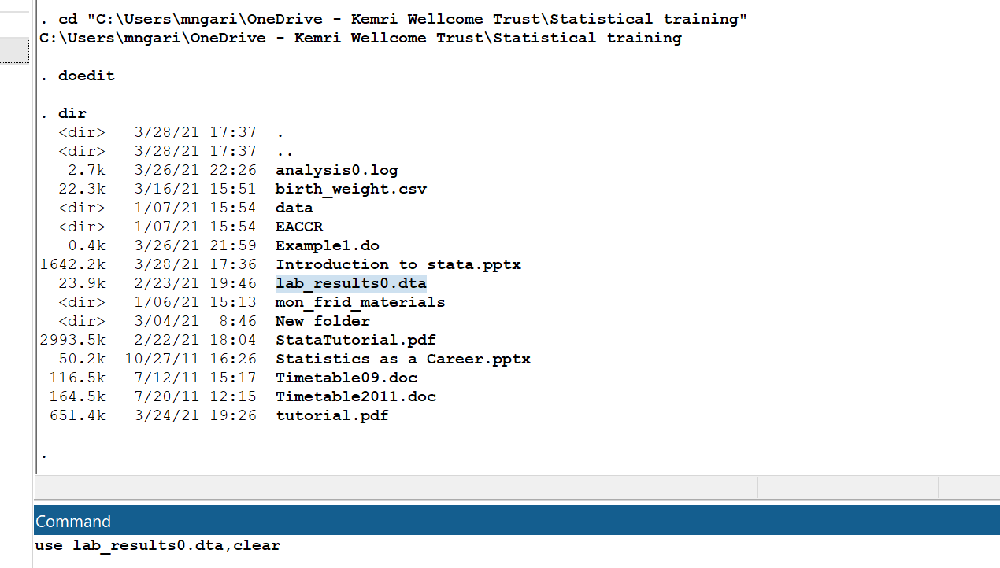 . cd "C:\Users\mngari\OneDrive - Kemri Wellcome Trust\Statistical training"
C:\Users\mngari\OneDrive - Kemri Wellcome Trust\Statistical training
. doedit
. dir
<dir> 3/28/21 17:37 .
<dir> 3/28/21 17:37 ..
2.7k 3/26/21 22:26 analysis0.log
22.3k 3/16/21 15:51 birth_weight.csv
<dir> 1/07/21 15:54 data
<dir> 1/07/21 15:54 EACCR
0.4k 3/26/21 21:59 Example1.do
1642.2k 3/28/21 17:36 Introduction to stata.pptx
23.9k 2/23/21 19:46 lab_results0.dta
<dir> 1/06/21 15:13 mon_frid_materials
<dir> 3/04/21 8:46 New folder
2993.5k 2/22/21 18:04 StataTutorial.pdf
50.2k 10/27/11 16:26 Statistics as a Career.pptx
116.5k 7/12/11 15:17 Timetable09.doc
164.5k 7/20/11 12:15 Timetable2011.doc
651.4k 3/24/21 19:26 tutorial.pdf
.
Command
use lab_results0.dta,clear